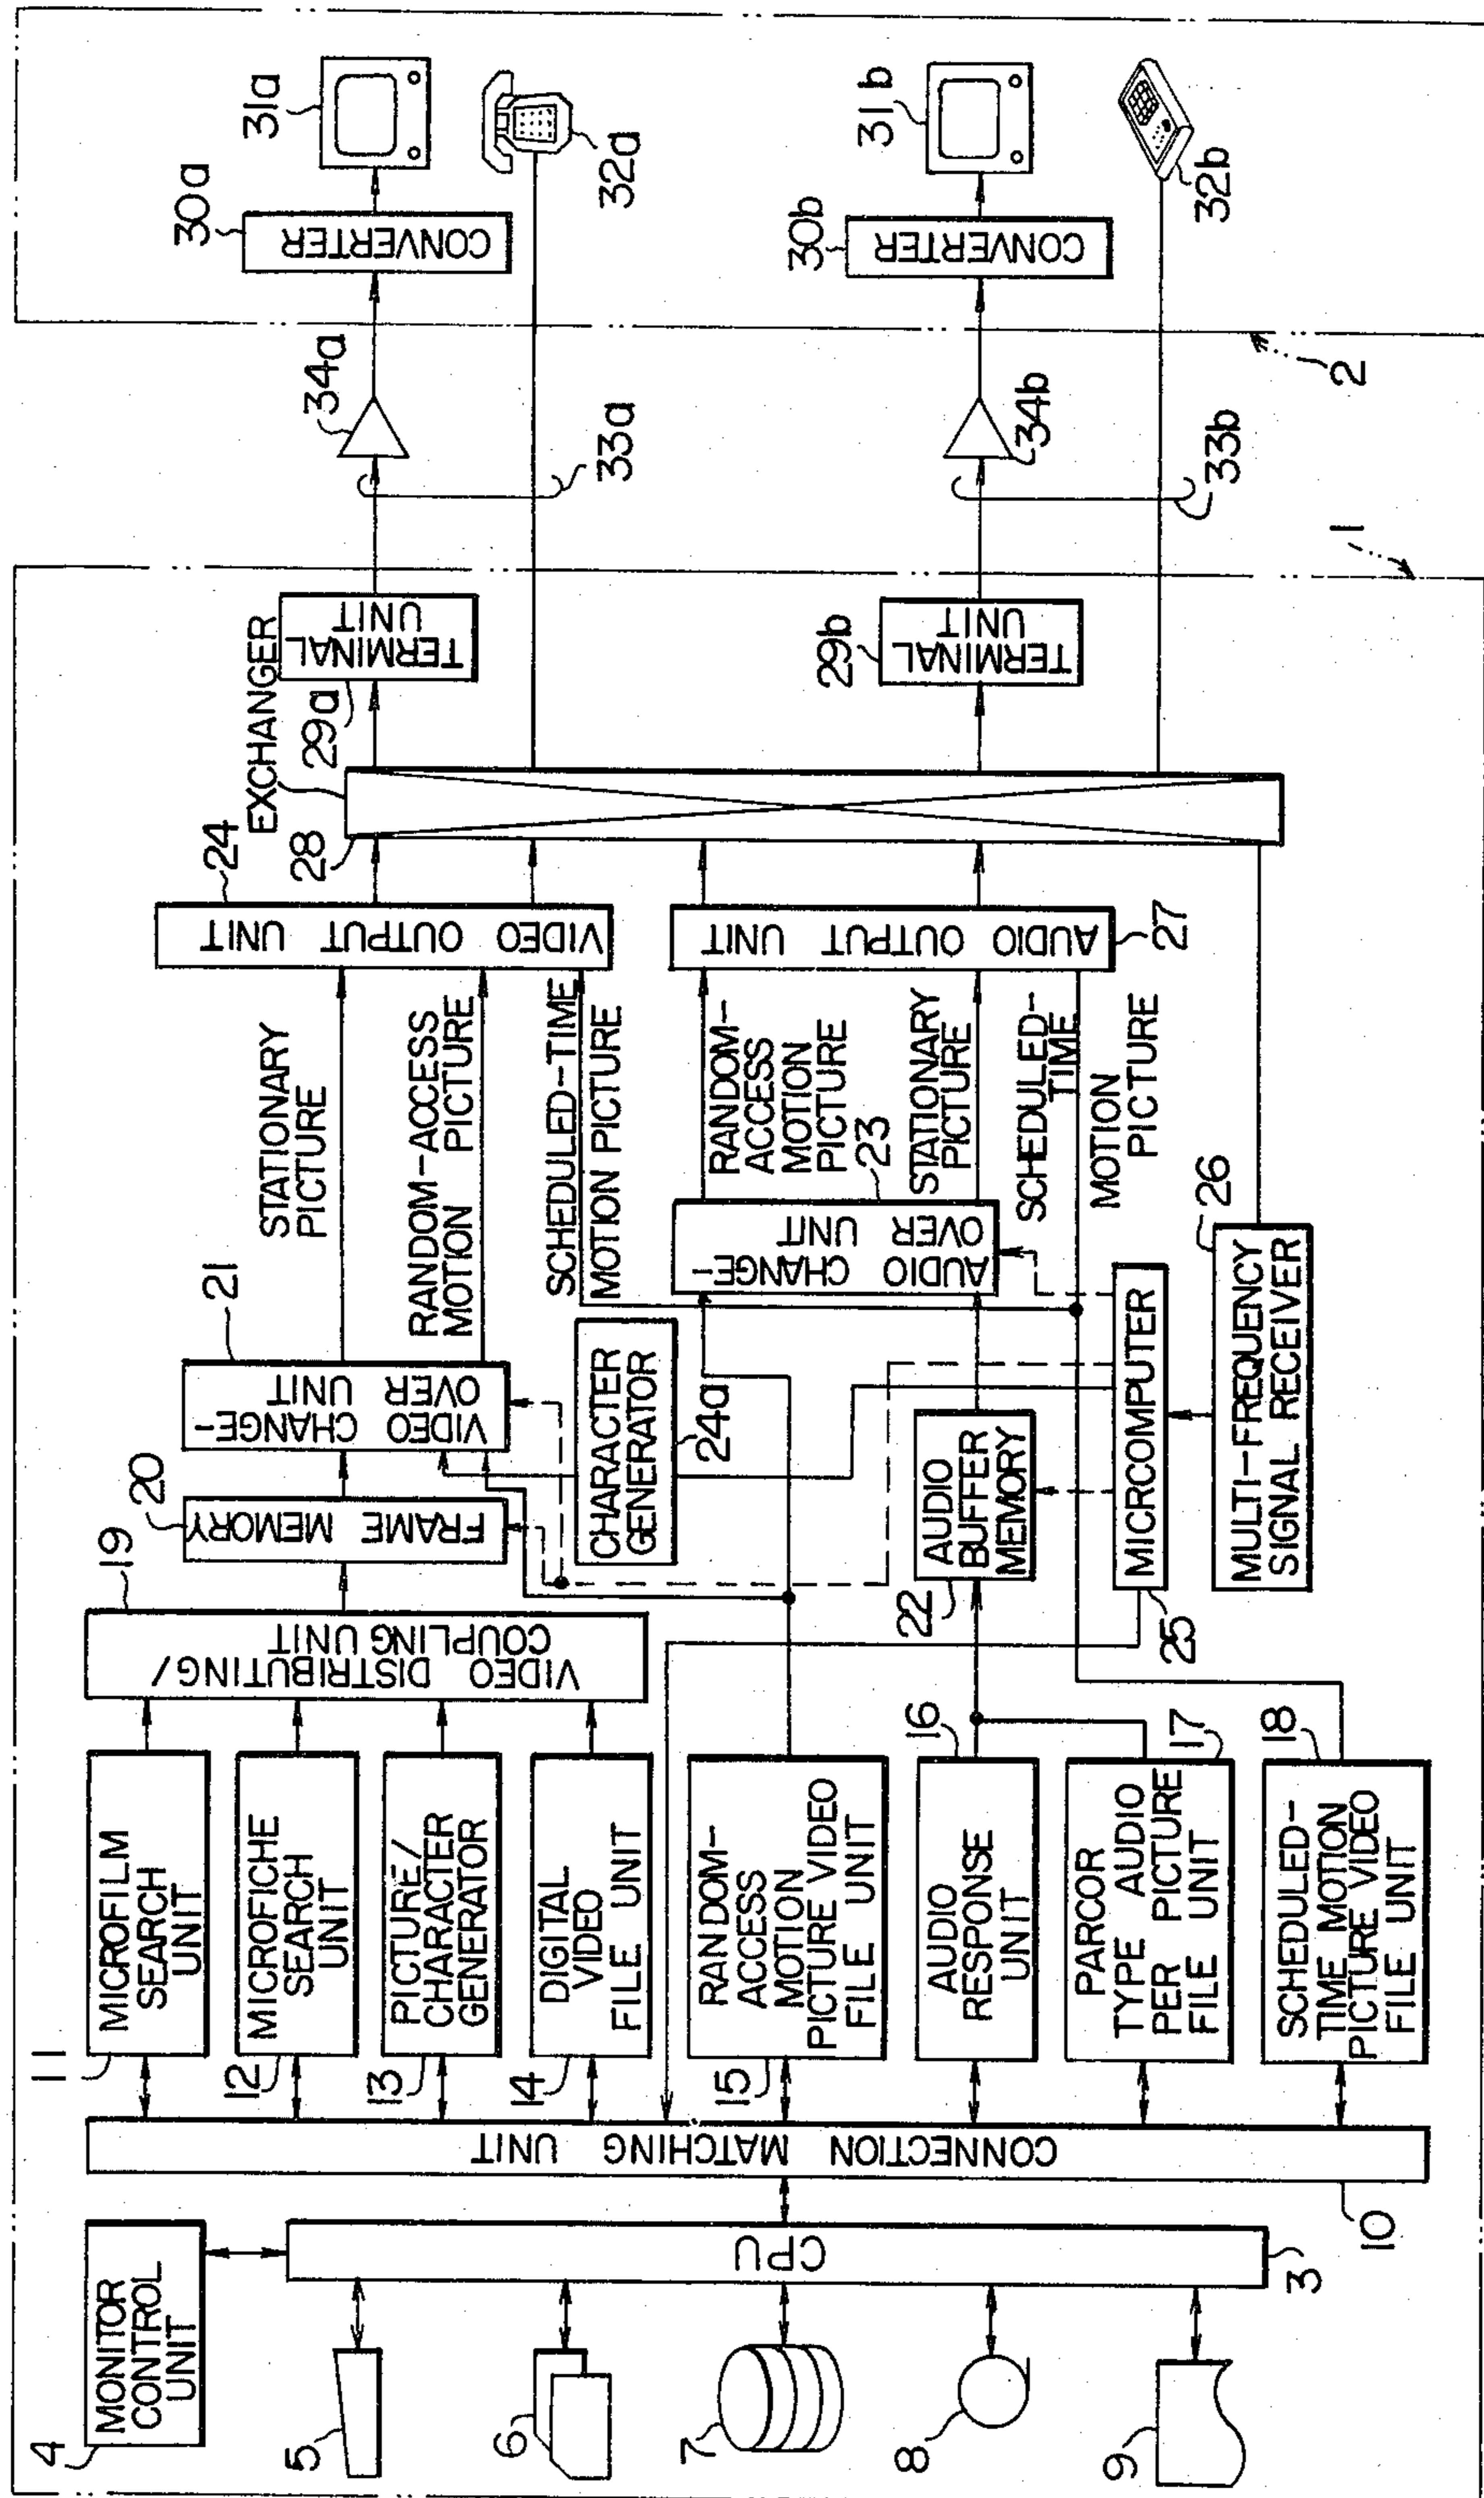 4
MONITOR
CONTROL
UNIT
5
6
7
8
9
CPU
3
CONNECTION MATCHING UNIT
10
11
MICROFILM
SEARCH
UNIT
12
MICROFICHE
SEARCH
UNIT
13
PICTURE/
CHARACTER
GENERATOR
14
DIGITAL
VIDEO
FILE UNIT
15
RANDOM-
ACCESS
MOTION
PICTURE VIDEO
FILE UNIT
16
AUDIO
RESPONSE
UNIT
17
PARCOR
TYPE AUDIO
PER PICTURE
FILE UNIT
18
SCHEDULED-
TIME MOTION
PICTURE VIDEO
FILE UNIT
19
VIDEO DISTRIBUTING/
COUPLING UNIT
20
FRAME MEMORY
21
VIDEO CHANGE-
OVER UNIT
CHARACTER
GENERATOR
24a
22
AUDIO
BUFFER
MEMORY
25
MICRCOMPUTER
26
MULTI-FREQUENCY
SIGNAL RECEIVER
23
AUDIO CHANGE-
OVER UNIT
STATIONARY
PICTURE
RANDOM-ACCESS
MOTION PICTURE
SCHEDULED-TIME
MOTION PICTURE
RANDOM-
ACCESS
MOTION
PICTURE
STATIONARY
PICTURE
SCHEDULED-
TIME
MOTION
PICTURE
24
VIDEO OUTPUT UNIT
27
AUDIO OUTPUT UNIT
28
EXCHANGER
29a
TERMINAL
UNIT
29b
TERMINAL
UNIT
1
33a
34a
33b
34b
2
30a
CONVERTER
31a
32a
30b
CONVERTER
31b
32b